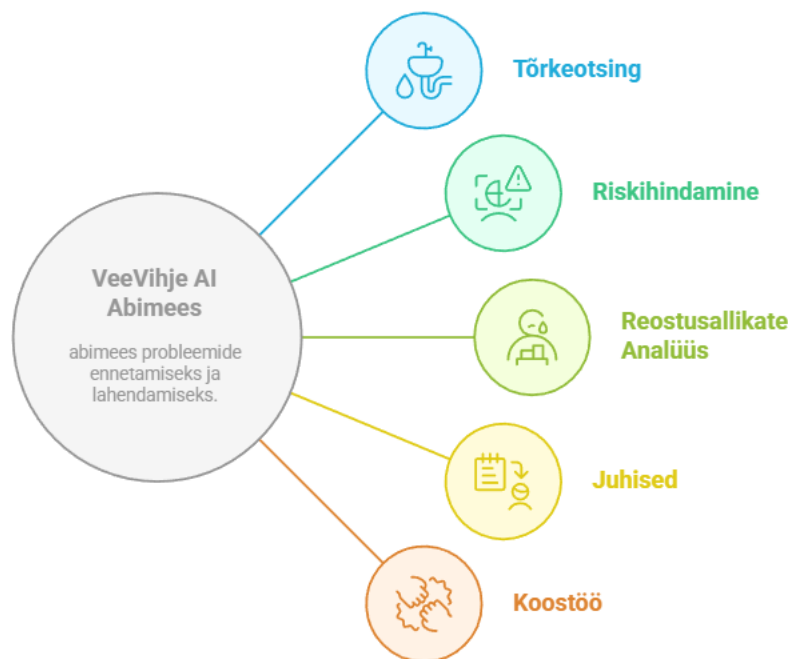 Tõrkeotsing
Riskihindamine
VeeVihje AI
Abimees
abimees probleemide
ennetamiseks ja
lahendamiseks.
Reostusallikate
Analüüs
Juhised
Koostöö